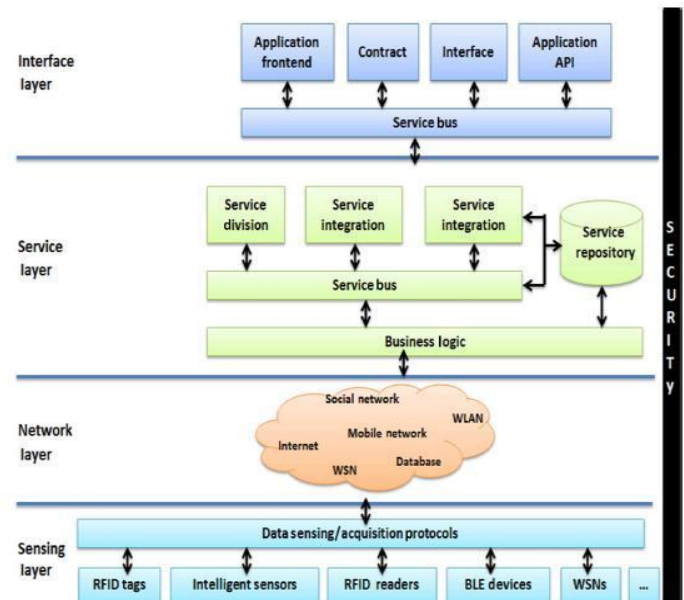 Interface
layer
Application
frontend
Contract
Interface
Application
API
Service bus
Service
layer
Service
division
Service
integration
Service
integration
Service
repository
Service bus
Business logic
Network
layer
Social network
WLAN
Mobile network
Internet
Database
WSN
Sensing
layer
Data sensing/acquisition protocols
RFID tags
Intelligent sensors
RFID readers
BLE devices
WSNs
...
S
E
C
U
R
I
T
y